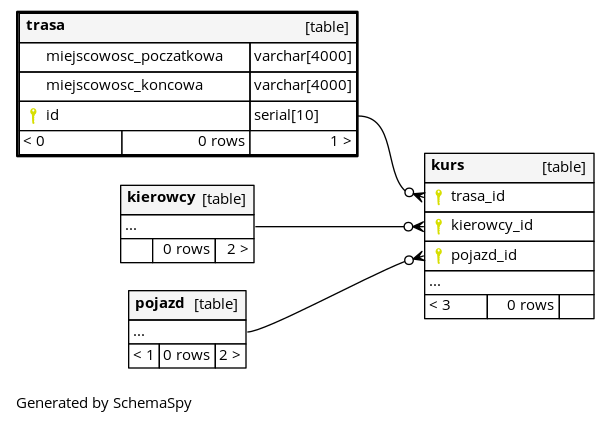 trasa [table]
miejscowosc_poczatkowa varchar[4000]
miejscowosc_koncowa varchar[4000]
id serial[10]
< 0 0 rows 1 >
kierowcy [table]
...
0 rows 2 >
pojazd [table]
...
< 1 0 rows 2 >
kurs [table]
trasa_id
kierowcy_id
pojazd_id
...
< 3 0 rows
Generated by SchemaSpy